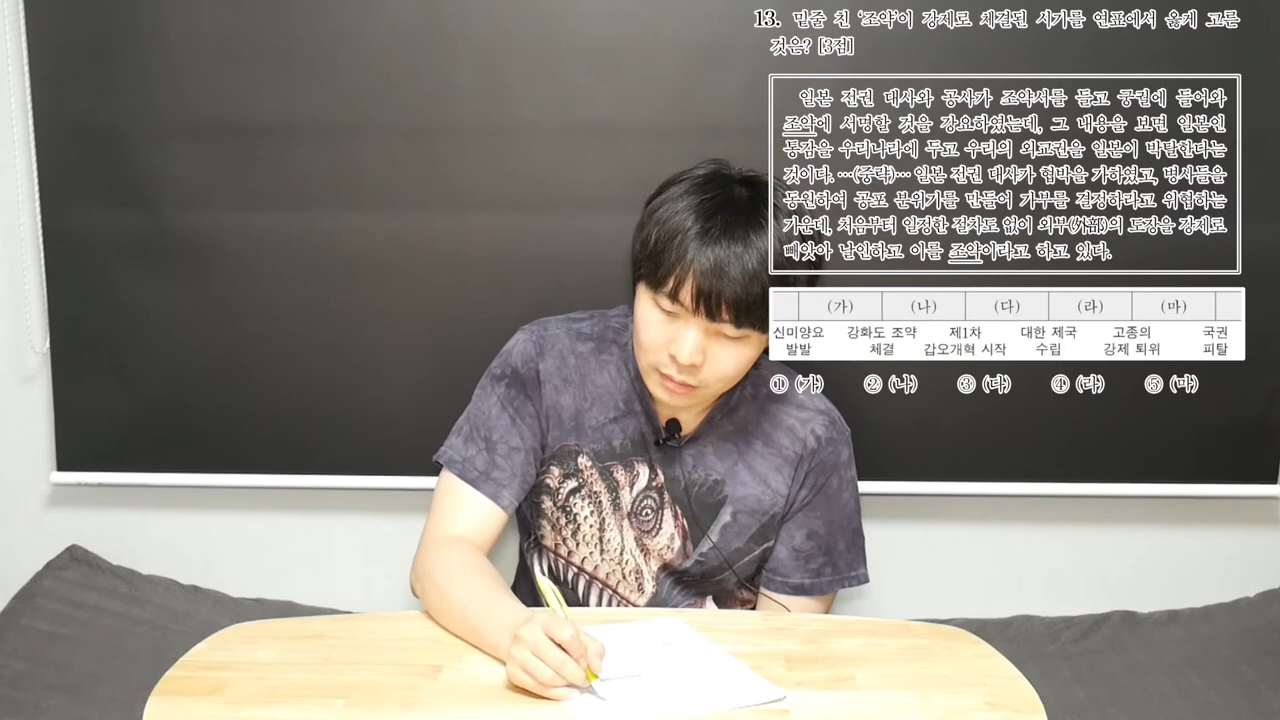 13. 밑줄 친 ‘조약’이 강제로 체결된 시기를 연표에서 옳게 고른
것은? [3점]
일본 전권 대사와 공사가 조약서를 들고 궁궐에 들어와
조약에 서명할 것을 강요하였는데, 그 내용을 보면 일본인
통감을 우리나라에 두고 우리의 외교권을 일본이 박탈한다는
것이다. …(중략)… 일본 전권 대사가 협박을 가하였고, 병사들을
동원하여 공포 분위기를 만들어 가부를 결정하라고 위협하는
가운데, 처음부터 일정한 절차도 없이 외부(外部)의 도장을 강제로
빼앗아 날인하고 이를 조약이라고 하고 있다.
(가) (나) (다) (라) (마)
신미양요 강화도 조약 제1차 대한 제국 고종의 국권
발발 체결 갑오개혁 시작 수립 강제 퇴위 피탈
① (가) ② (나) ③ (다) ④ (라) ⑤ (마)